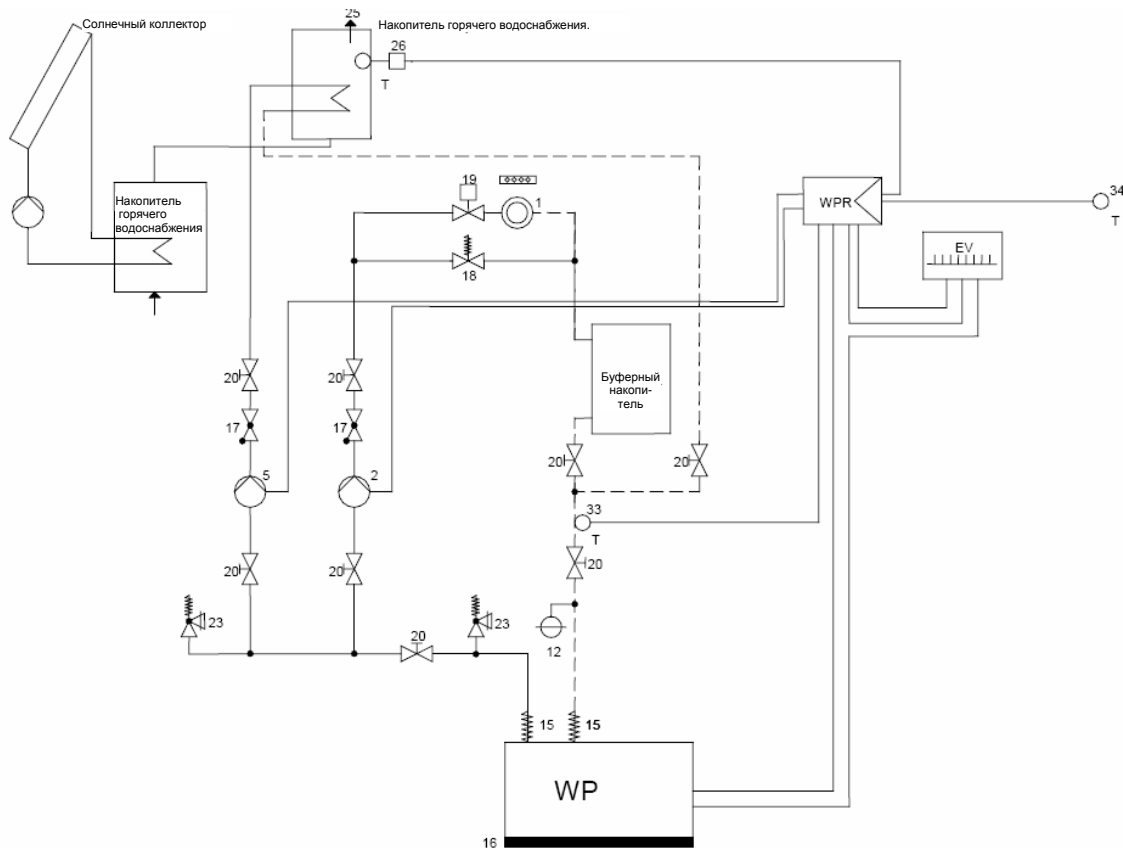 25
Солнечный коллектор
Накопитель горячего водоснабжения.
26
T
19
1
34
WPR
T
Накопитель
горячего
водоснабжения
EV
18
20
20
Буферный
накопи-
тель
17
17
20
20
5
2
33
T
20
20
20
23
20
23
12
15
15
WP
16